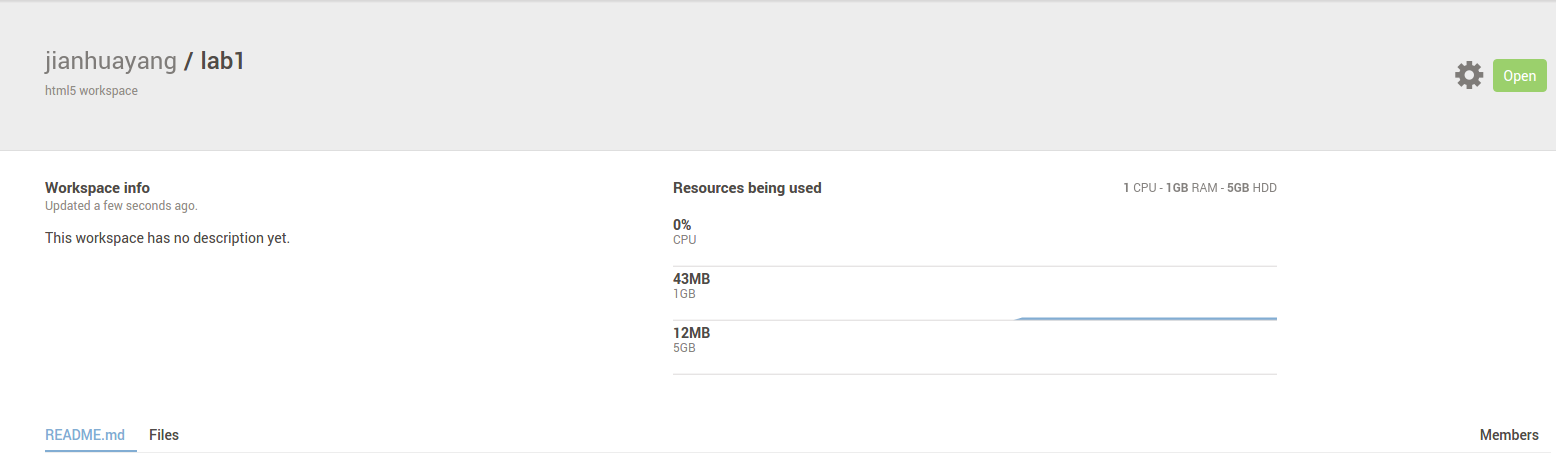 jianhuayang / lab1
html5 workspace
Open
Workspace info
Updated a few seconds ago.
This workspace has no description yet.
Resources being used
1 CPU - 1GB RAM - 5GB HDD
0%
CPU
43MB
1GB
12MB
5GB
README.md
Files
Members